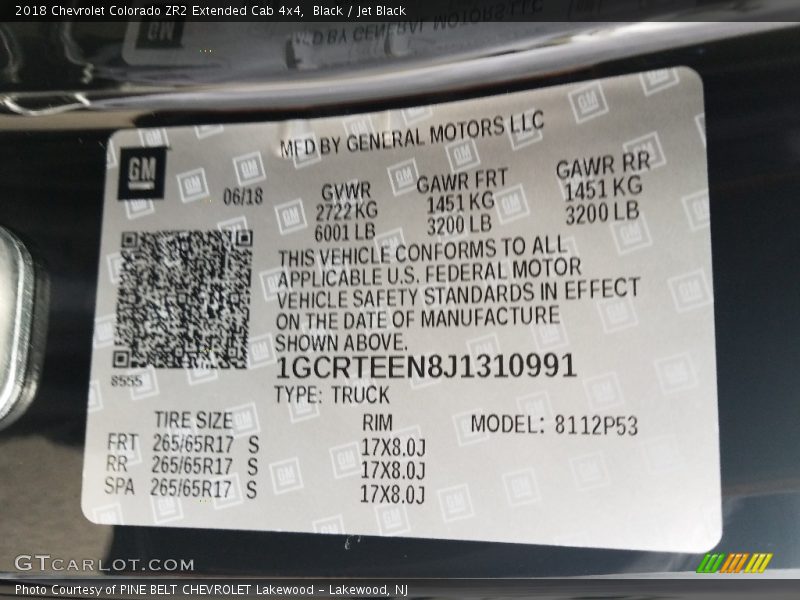 2018 Chevrolet Colorado ZR2 Extended Cab 4x4, Black / Jet Black
MFD BY GENERAL MOTORS LLC
GM
06/18
GVWR GAWR FRT GAWR RR
2722 KG 1451 KG 1451 KG
6001 LB 3200 LB 3200 LB
THIS VEHICLE CONFORMS TO ALL
APPLICABLE U.S. FEDERAL MOTOR
VEHICLE SAFETY STANDARDS IN EFFECT
ON THE DATE OF MANUFACTURE
SHOWN ABOVE.
8555
1GCRTEEN8J1310991
TYPE: TRUCK
TIRE SIZE RIM MODEL: 8112P53
FRT 265/65R17 S 17X8.0J
RR 265/65R17 S 17X8.0J
SPA 265/65R17 S 17X8.0J
GTCARLOT.COM
Photo Courtesy of PINE BELT CHEVROLET Lakewood - Lakewood, NJ